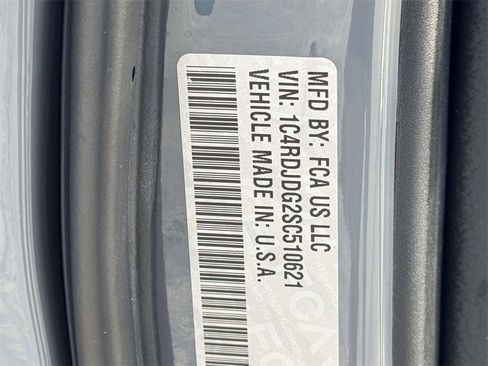 MFD BY: FCA US LLC
VIN: 1C4RDJDG2SC510621
VEHICLE MADE IN: U.S.A.